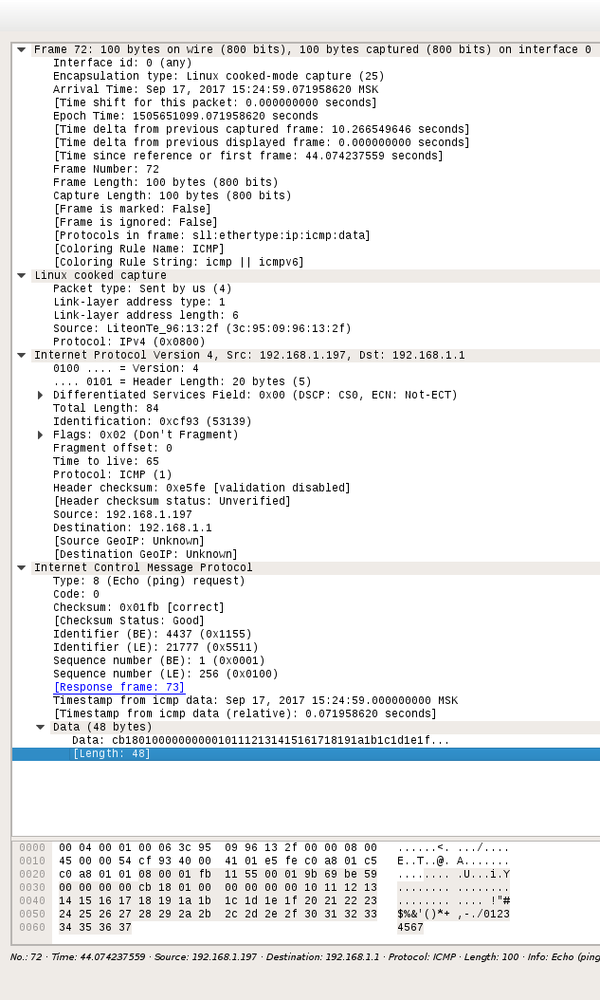 Frame 72: 100 bytes on wire (800 bits), 100 bytes captured (800 bits) on interface 0
Interface id: 0 (any)
Encapsulation type: Linux cooked-mode capture (25)
Arrival Time: Sep 17, 2017 15:24:59.071958620 MSK
[Time shift for this packet: 0.000000000 seconds]
Epoch Time: 1505651099.071958620 seconds
[Time delta from previous captured frame: 10.266549646 seconds]
[Time delta from previous displayed frame: 0.000000000 seconds]
[Time since reference or first frame: 44.074237559 seconds]
Frame Number: 72
Frame Length: 100 bytes (800 bits)
Capture Length: 100 bytes (800 bits)
[Frame is marked: False]
[Frame is ignored: False]
[Protocols in frame: sll:ethertype:ip:icmp:data]
[Coloring Rule Name: ICMP]
[Coloring Rule String: icmp || icmpv6]
Linux cooked capture
Packet type: Sent by us (4)
Link-layer address type: 1
Link-layer address length: 6
Source: LiteonTe_96:13:2f (3c:95:09:96:13:2f)
Protocol: IPv4 (0x0800)
Internet Protocol Version 4, Src: 192.168.1.197, Dst: 192.168.1.1
0100 .... = Version: 4
.... 0101 = Header Length: 20 bytes (5)
Differentiated Services Field: 0x00 (DSCP: CS0, ECN: Not-ECT)
Total Length: 84
Identification: 0xcf93 (53139)
Flags: 0x02 (Don't Fragment)
Fragment offset: 0
Time to live: 65
Protocol: ICMP (1)
Header checksum: 0xe5fe [validation disabled]
[Header checksum status: Unverified]
Source: 192.168.1.197
Destination: 192.168.1.1
[Source GeoIP: Unknown]
[Destination GeoIP: Unknown]
Internet Control Message Protocol
Type: 8 (Echo (ping) request)
Code: 0
Checksum: 0x01fb [correct]
[Checksum Status: Good]
Identifier (BE): 4437 (0x1155)
Identifier (LE): 21777 (0x5511)
Sequence number (BE): 1 (0x0001)
Sequence number (LE): 256 (0x0100)
[Response frame: 73]
Timestamp from icmp data: Sep 17, 2017 15:24:59.000000000 MSK
[Timestamp from icmp data (relative): 0.071958620 seconds]
Data (48 bytes)
Data: cb18010000000000101112131415161718191a1b1c1d1e1f...
[Length: 48]
0000 00 04 00 01 00 06 3c 95 09 96 13 2f 00 00 08 00 ......<. .../....
0010 45 00 00 54 cf 93 40 00 41 01 e5 fe c0 a8 01 c5 E..T..@. A.......
0020 c0 a8 01 01 08 00 01 fb 11 55 00 01 9b 69 be 59 ........ .U...i.Y
0030 00 00 00 00 cb 18 01 00 00 00 00 00 10 11 12 13 ........ ........
0040 14 15 16 17 18 19 1a 1b 1c 1d 1e 1f 20 21 22 23 ........ .... !"#
0050 24 25 26 27 28 29 2a 2b 2c 2d 2e 2f 30 31 32 33 $%&'()*+ ,-./0123
0060 34 35 36 37 4567
No.: 72 · Time: 44.074237559 · Source: 192.168.1.197 · Destination: 192.168.1.1 · Protocol: ICMP · Length: 100 · Info: Echo (ping